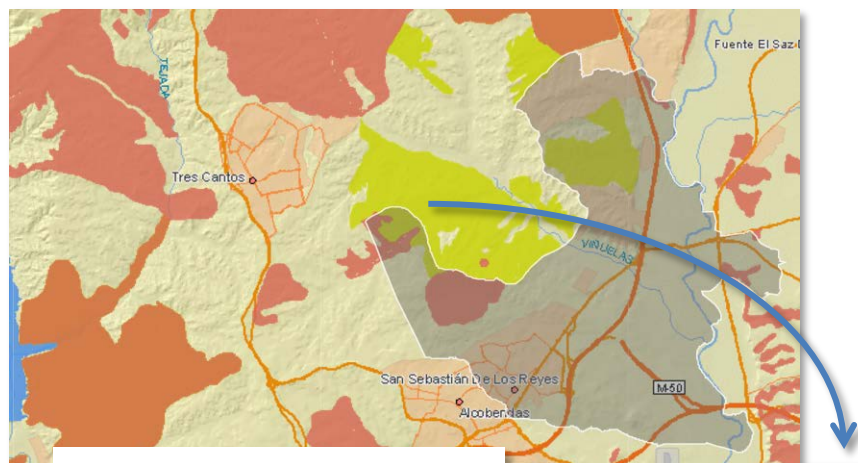 Fuente El Saz D
TEJADA
Tres Cantos
VIÑUELAS
San Sebastián De Los Reyes
M-50
Alcobendas